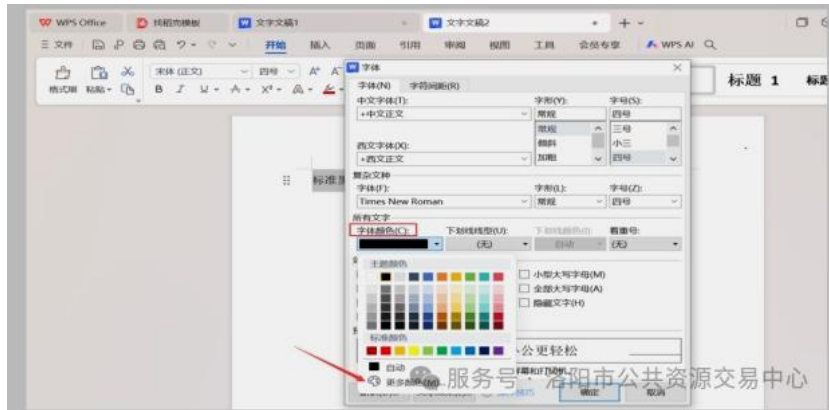 WPS Office 找稻壳模板 文字文稿1 文字文稿2
三 文件 开始 插入 页面 引用 审阅 视图 工具 会员专享 WPS AI
格式刷 粘贴 宋体 (正文) 四号 标题 1
字体
字体(N) 字符间距(R)
中文字体(T): 字形(Y): 字号(S):
+中文正文 常规 四号
常规 三号
倾斜 小三
西文字体(X): 加粗 四号
+西文正文
复杂文种
字体(F): 字形(L): 字号(Z):
Times New Roman 常规 四号
所有文字
字体颜色(C): 下划线线型(U): 下划线颜色(I): 着重号:
(无) 自动 (无)
标准
主题颜色
小型大写字母(M)
全部大写字母(A)
隐藏文字(H)
标准颜色
公更轻松
自动
更多颜色(M)...
服务号 · 洛阳市公共资源交易中心
确定 取消